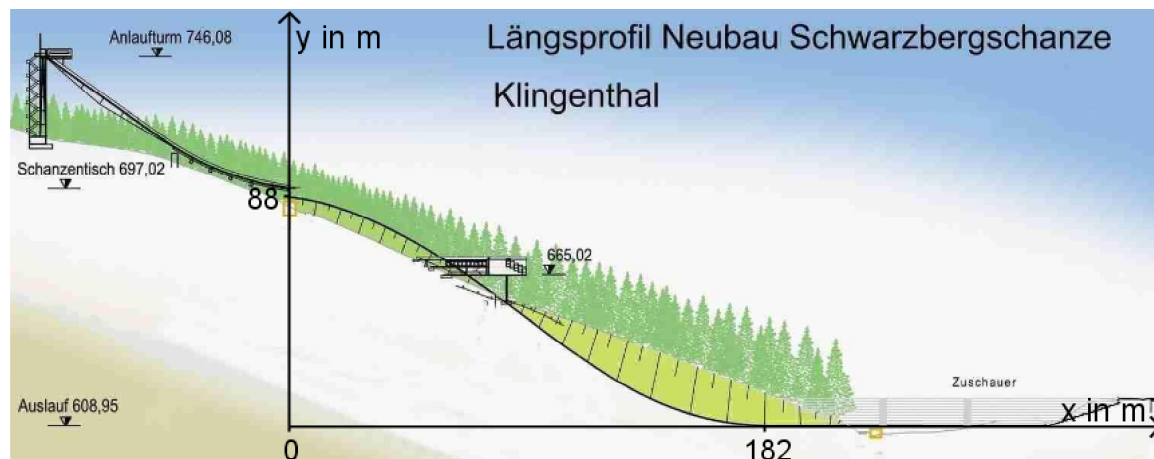 Längsprofil Neubau Schwarzbergschanze
Klingenthal
Anlaufturm 746,08
y in m
Schanzentisch 697,02
88
665,02
Auslauf 608,95
Zuschauer
x in m
0
182